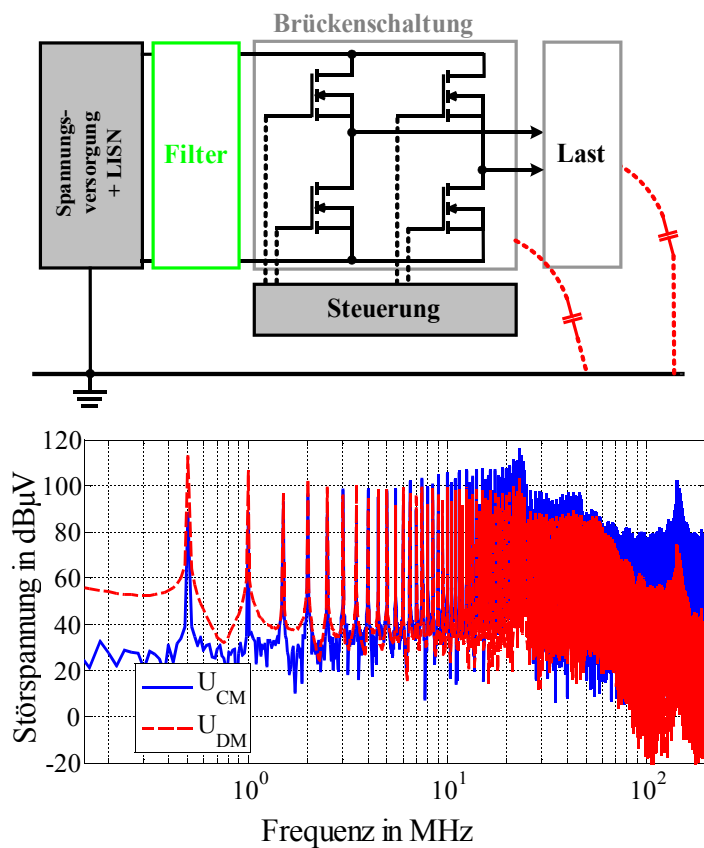 Brückenschaltung
Spannungs-
versorgung
+ LISN
Filter
Last
Steuerung
Störspannung in dBµV
120
100
80
60
40
20
0
-20
U_CM
U_DM
10^0
10^1
10^2
Frequenz in MHz